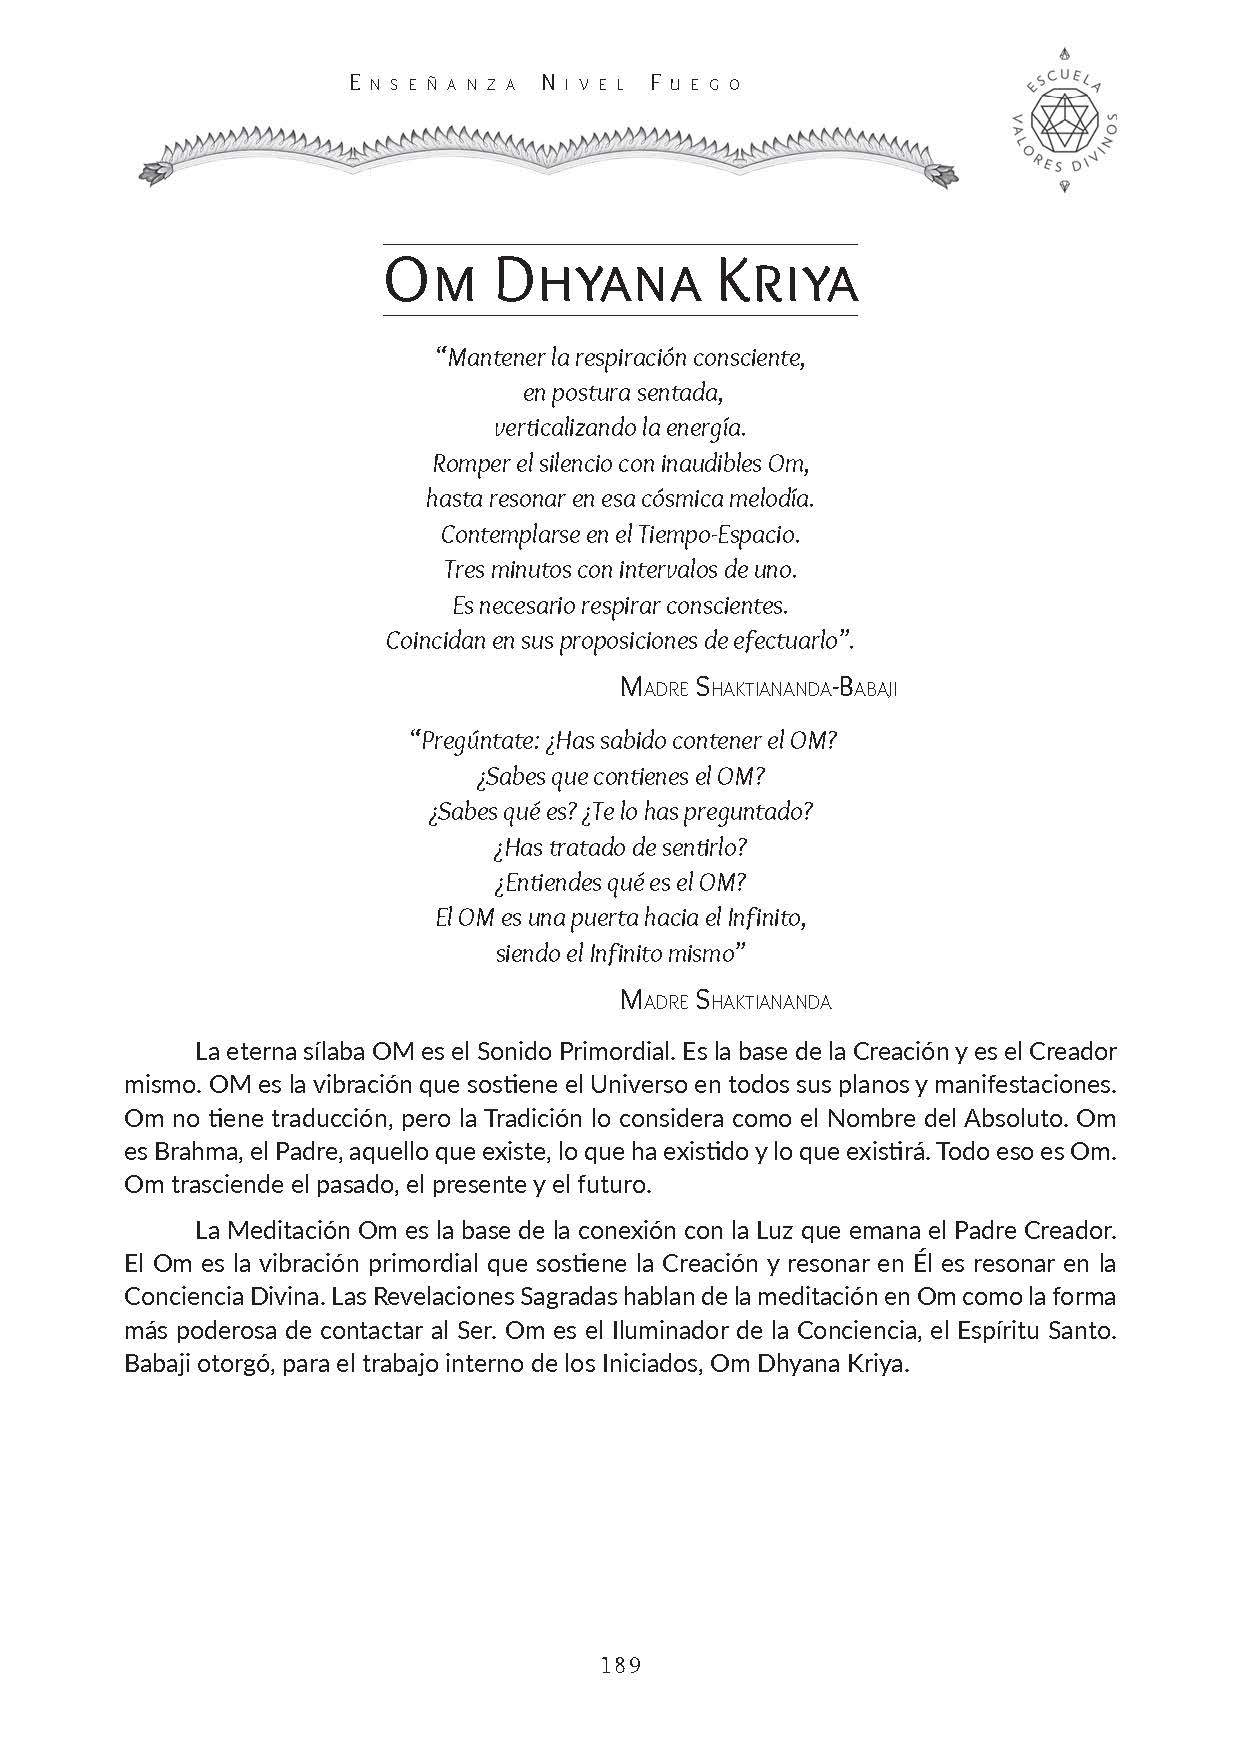 Enseñanza Nivel Fuego
ESCUELA
VALORES DIVINOS
Om Dhyana Kriya
“Mantener la respiración consciente,
en postura sentada,
verticalizando la energía.
Romper el silencio con inaudibles Om,
hasta resonar en esa cósmica melodía.
Contemplarse en el Tiempo-Espacio.
Tres minutos con intervalos de uno.
Es necesario respirar conscientes.
Coincidan en sus proposiciones de efectuarlo”.
Madre Shaktiananda-Babaji
“Pregúntate: ¿Has sabido contener el OM?
¿Sabes que contienes el OM?
¿Sabes qué es? ¿Te lo has preguntado?
¿Has tratado de sentirlo?
¿Entiendes qué es el OM?
El OM es una puerta hacia el Infinito,
siendo el Infinito mismo”
Madre Shaktiananda
La eterna sílaba OM es el Sonido Primordial. Es la base de la Creación y es el Creador
mismo. OM es la vibración que sostiene el Universo en todos sus planos y manifestaciones.
Om no tiene traducción, pero la Tradición lo considera como el Nombre del Absoluto. Om
es Brahma, el Padre, aquello que existe, lo que ha existido y lo que existirá. Todo eso es Om.
Om trasciende el pasado, el presente y el futuro.
La Meditación Om es la base de la conexión con la Luz que emana el Padre Creador.
El Om es la vibración primordial que sostiene la Creación y resonar en Él es resonar en la
Conciencia Divina. Las Revelaciones Sagradas hablan de la meditación en Om como la forma
más poderosa de contactar al Ser. Om es el Iluminador de la Conciencia, el Espíritu Santo.
Babaji otorgó, para el trabajo interno de los Iniciados, Om Dhyana Kriya.
189